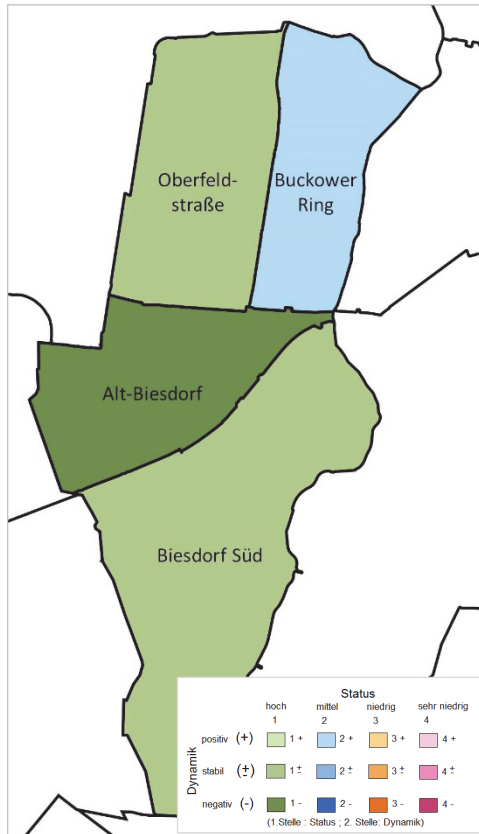 Oberfeld-
straße
Buckower
Ring
Alt-Biesdorf
Biesdorf Süd
Status
hoch mittel niedrig sehr niedrig
1 2 3 4
Dynamik
positiv (+) 1 + 2 + 3 + 4 +
stabil (±) 1 ± 2 ± 3 ± 4 ±
negativ (-) 1 - 2 - 3 - 4 -
(1.Stelle : Status ; 2. Stelle: Dynamik)